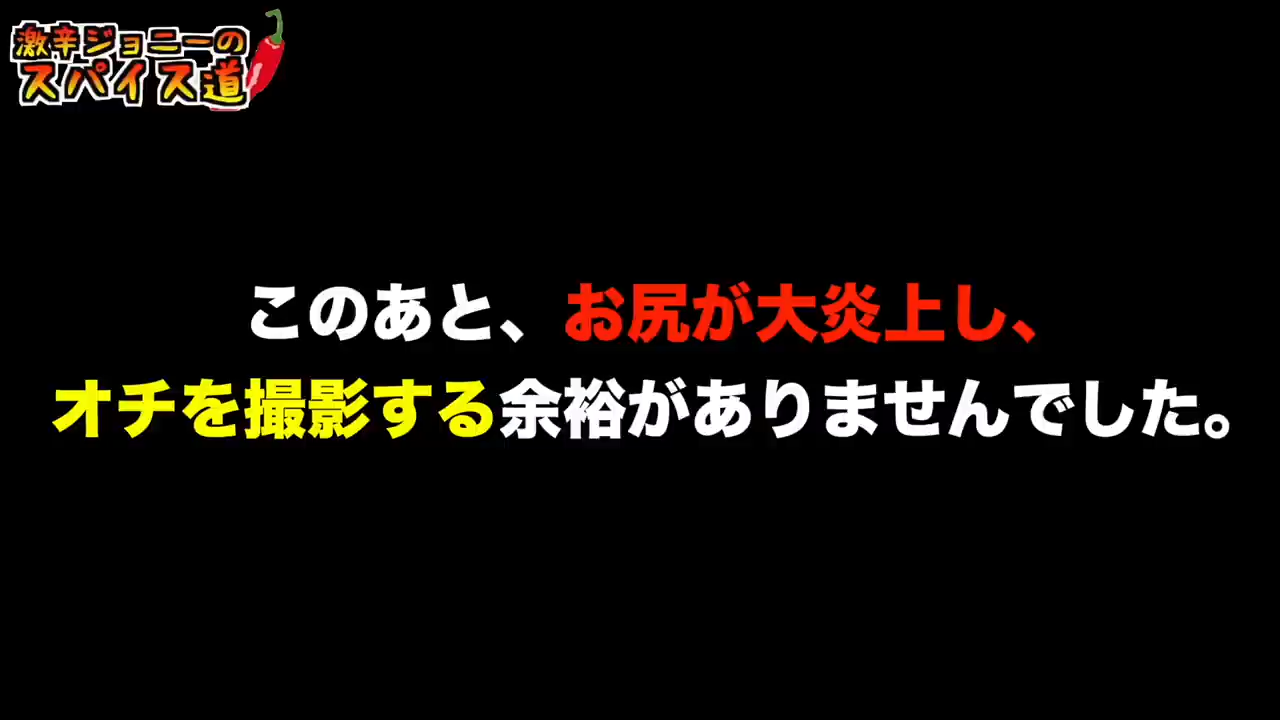 激辛ジョニーの
スパイス道
このあと、お尻が大炎上し、
オチを撮影する余裕がありませんでした。